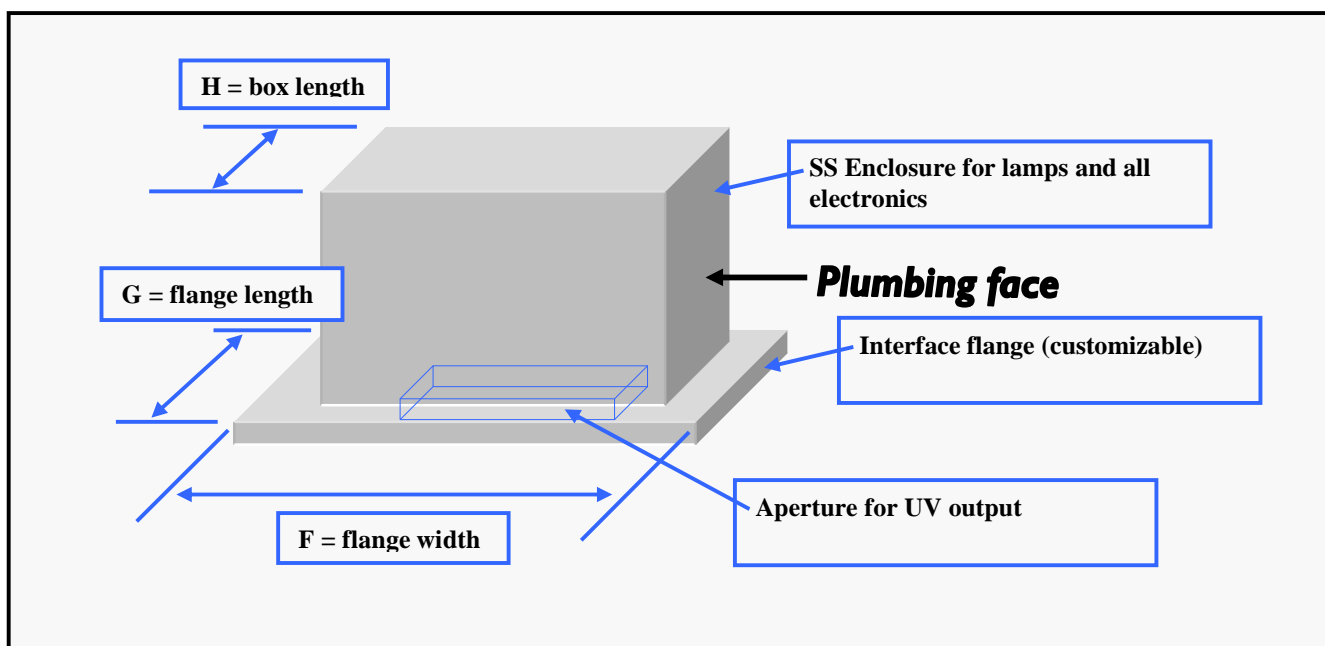 H = box length
SS Enclosure for lamps and all
electronics
Plumbing face
G = flange length
Interface flange (customizable)
Aperture for UV output
F = flange width